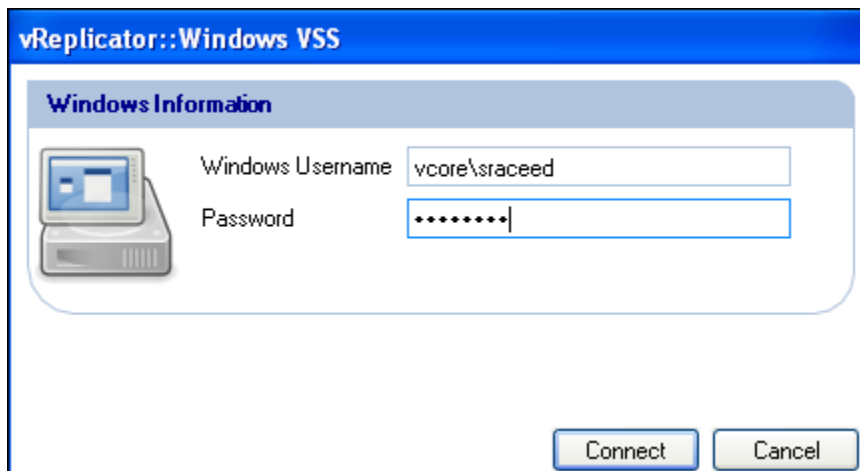 vReplicator::Windows VSS
Windows Information
Windows Username vcore\sraceed
Password ••••••••
Connect Cancel